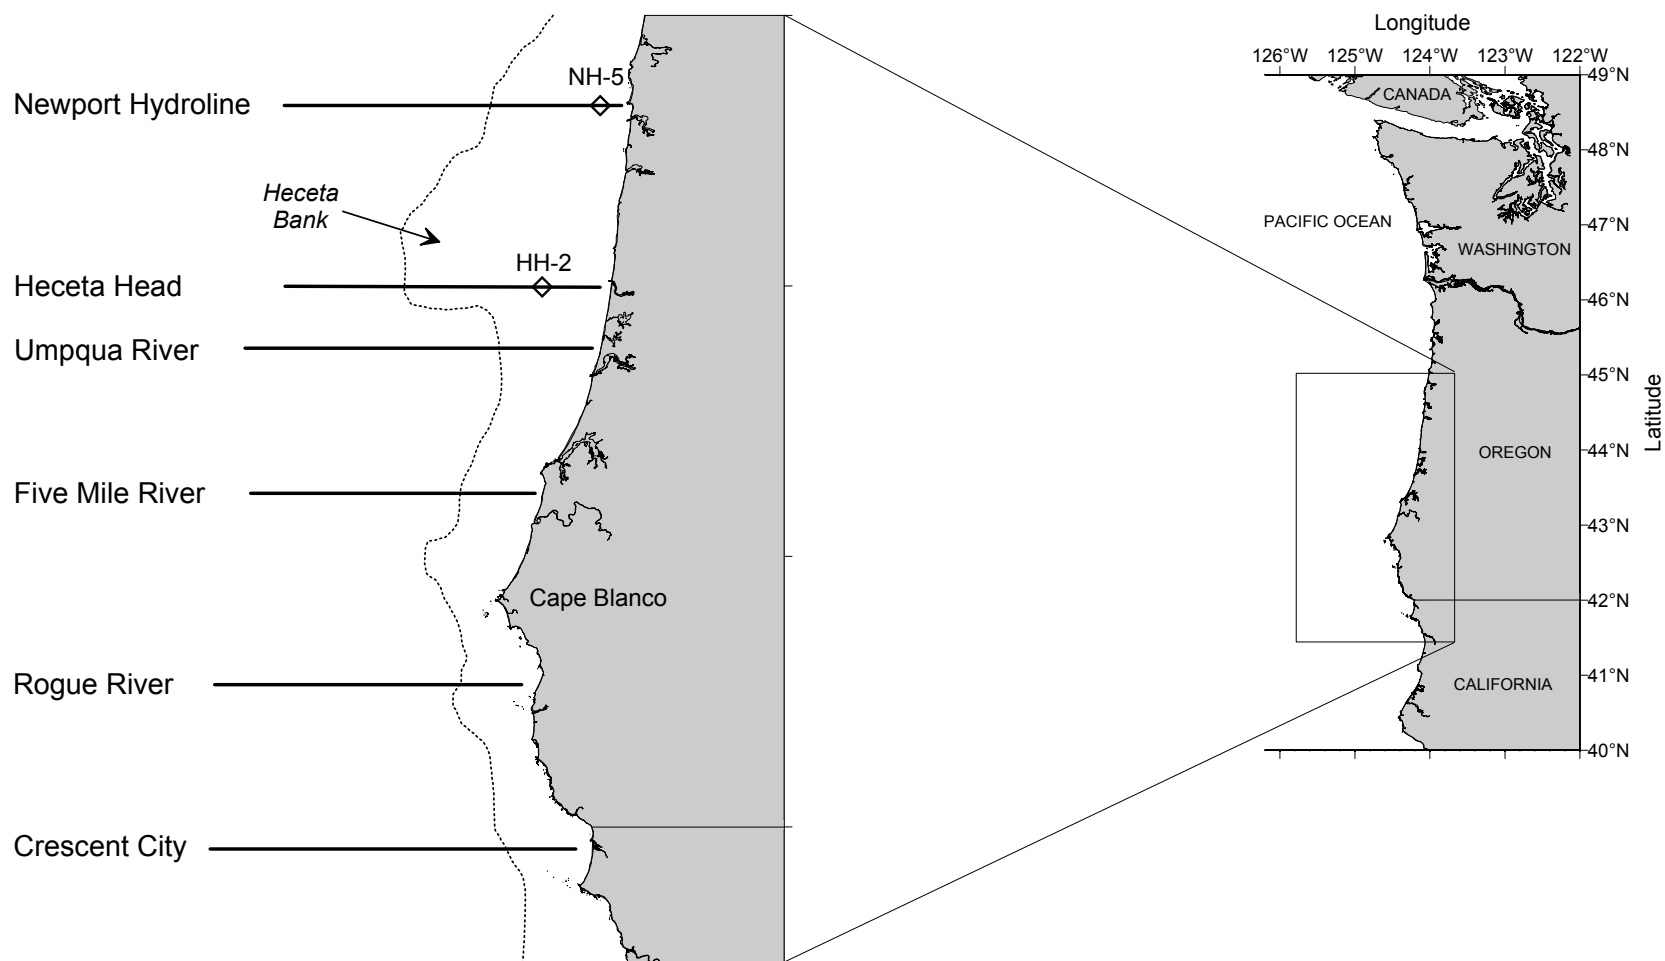 Newport Hydroline
NH-5
Heceta
Bank
Heceta Head
HH-2
Umpqua River
Five Mile River
Cape Blanco
Rogue River
Crescent City
Longitude
126°W 125°W 124°W 123°W 122°W
49°N
CANADA
48°N
PACIFIC OCEAN
47°N
WASHINGTON
46°N
45°N
Latitude
44°N
OREGON
43°N
42°N
41°N
CALIFORNIA
40°N